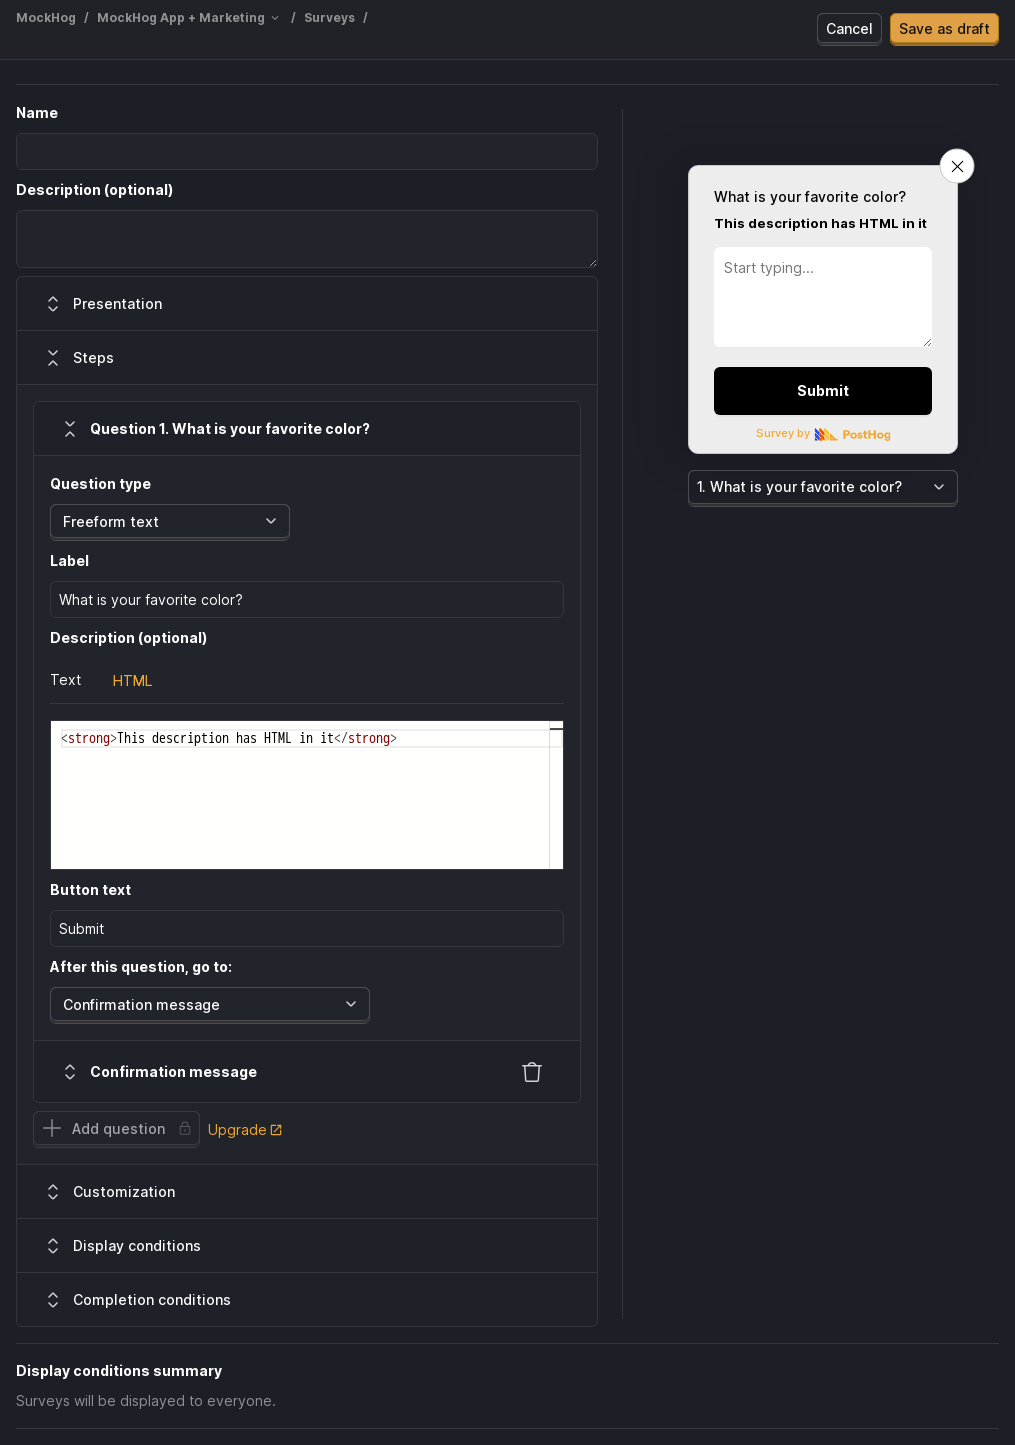 MockHog / MockHog App + Marketing / Surveys /
Cancel
Save as draft
Name
Description (optional)
Presentation
Steps
Question 1. What is your favorite color?
Question type
Freeform text
Label
What is your favorite color?
Description (optional)
Text
HTML
<strong>This description has HTML in it</strong>
Button text
Submit
After this question, go to:
Confirmation message
Confirmation message
Add question
Upgrade
Customization
Display conditions
Completion conditions
What is your favorite color?
This description has HTML in it
Start typing...
Submit
Survey by PostHog
1. What is your favorite color?
Display conditions summary
Surveys will be displayed to everyone.